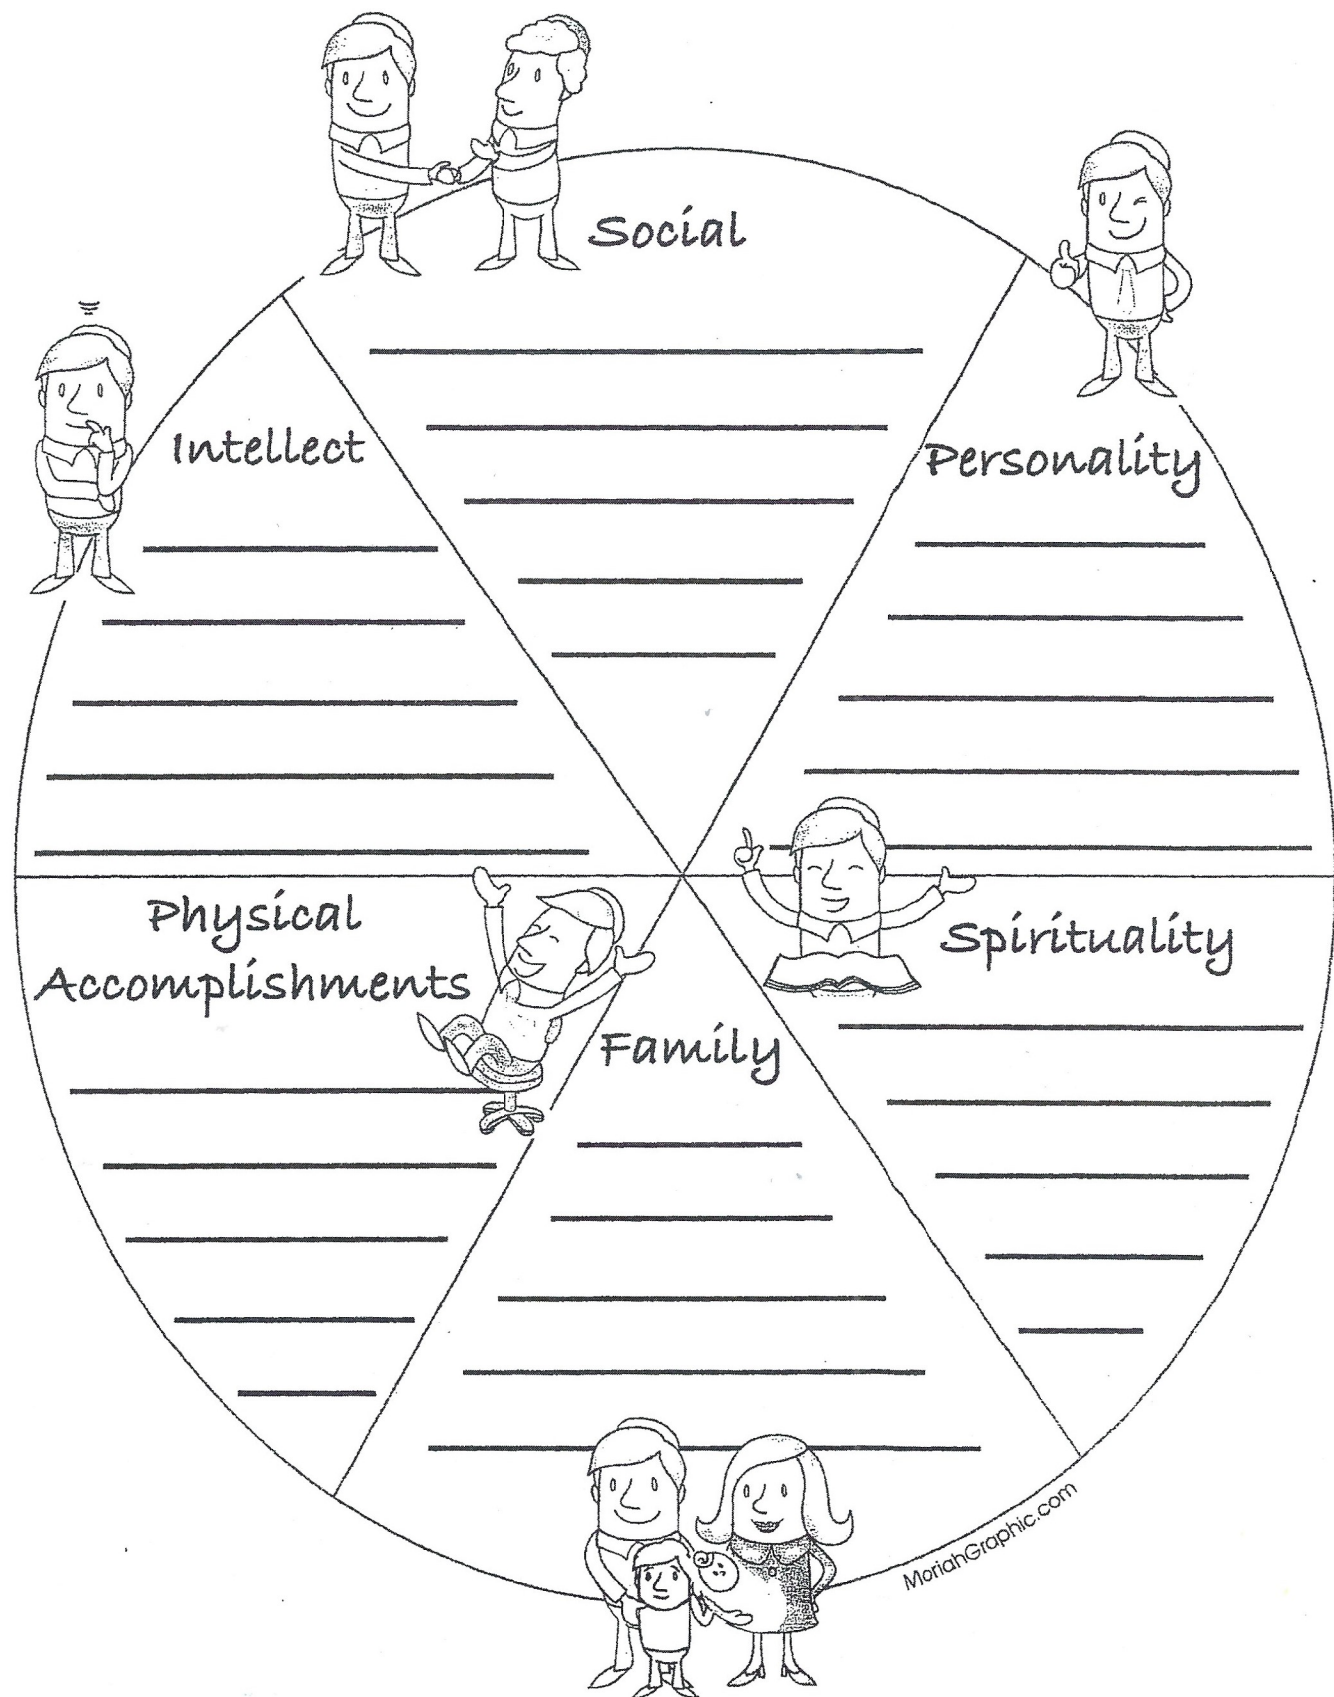 Social
Intellect
Personality
Physical
Accomplishments
Spirituality
Family
MoriahGraphic.com